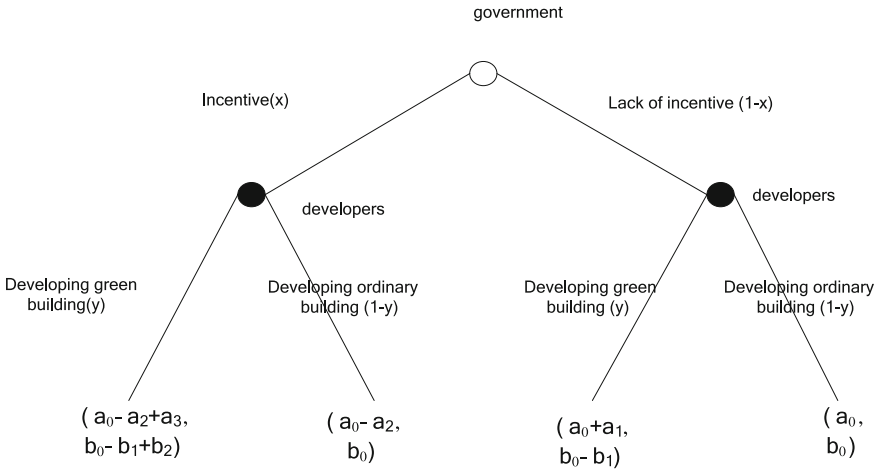 government
Incentive(x)
Lack of incentive (1-x)
developers
developers
Developing green
building(y)
Developing ordinary
building (1-y)
Developing green
building (y)
Developing ordinary
building (1-y)
( a₀- a₂+a₃,
b₀- b₁+b₂)
( a₀- a₂,
b₀)
( a₀+a₁,
b₀- b₁)
( a₀,
b₀)